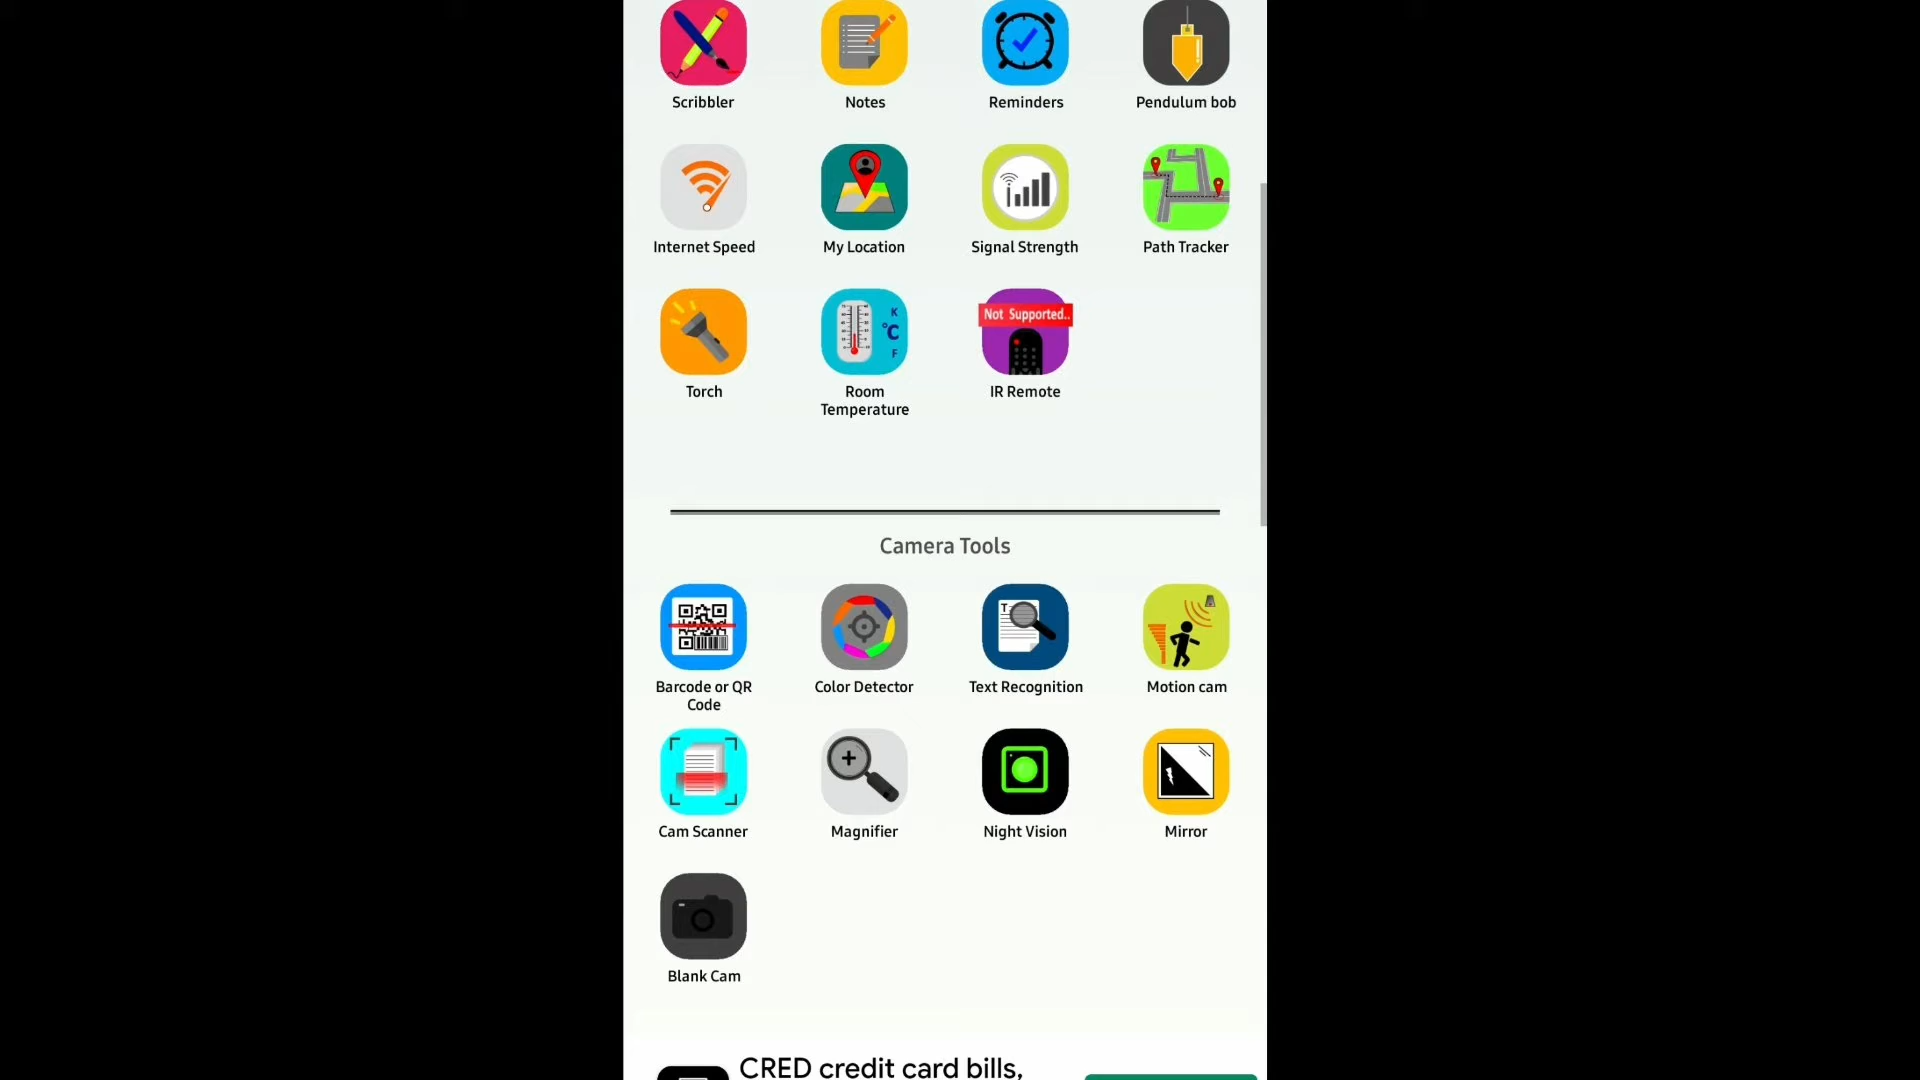 Scribbler
Notes
Reminders
Pendulum bob
Internet Speed
My Location
Signal Strength
Path Tracker
Not Supported..
K
°C
F
Torch
Room
Temperature
IR Remote
Camera Tools
T
Barcode or QR
Code
Color Detector
Text Recognition
Motion cam
Cam Scanner
Magnifier
Night Vision
Mirror
Blank Cam
CRED credit card bills,